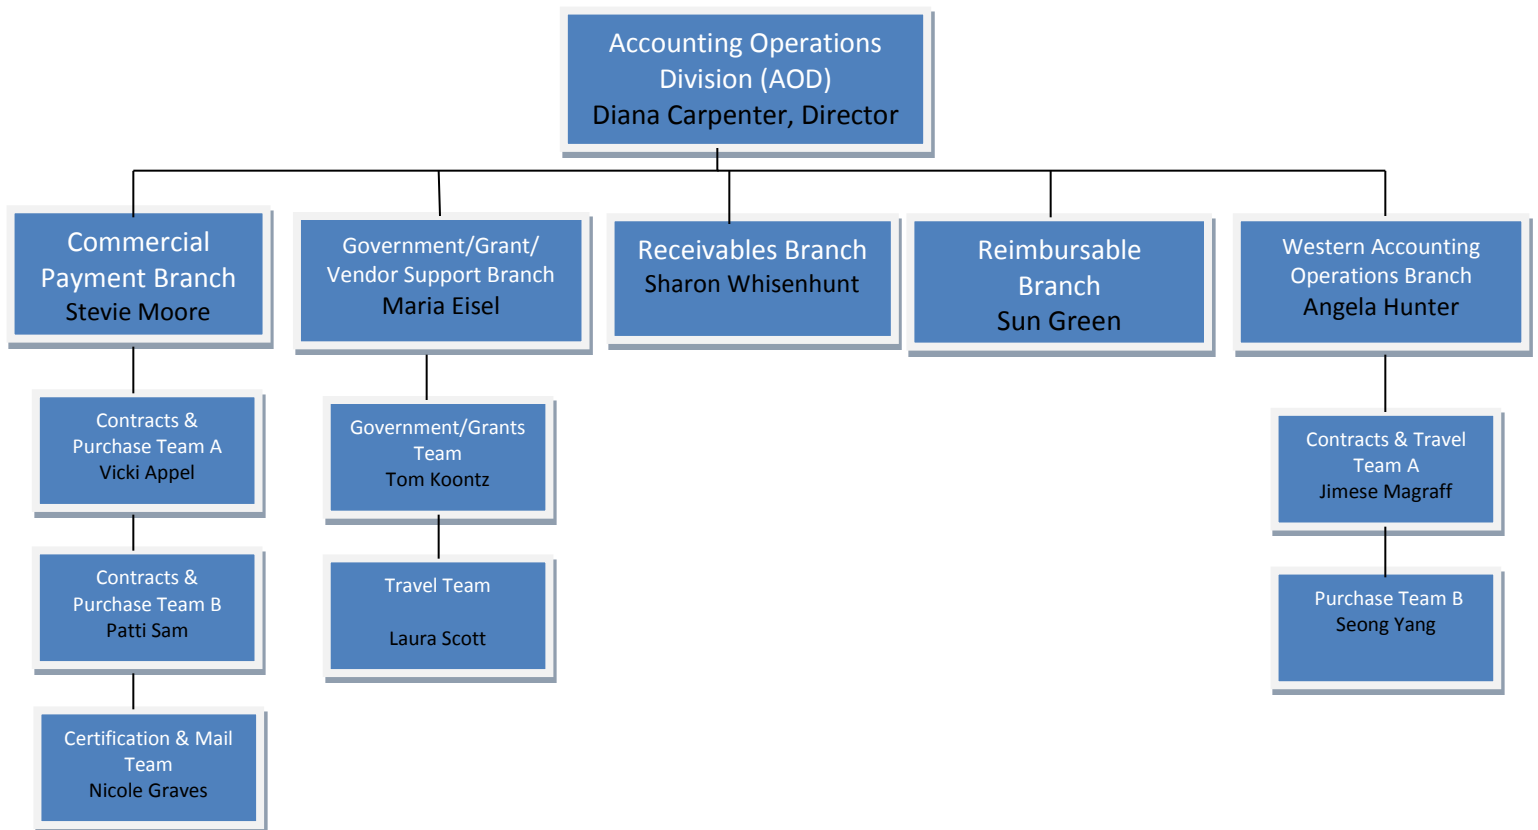 Accounting Operations
Division (AOD)
Diana Carpenter, Director
Commercial
Payment Branch
Stevie Moore
Government/Grant/
Vendor Support Branch
Maria Eisel
Receivables Branch
Sharon Whisenhunt
Reimbursable
Branch
Sun Green
Western Accounting
Operations Branch
Angela Hunter
Contracts &
Purchase Team A
Vicki Appel
Government/Grants
Team
Tom Koontz
Contracts & Travel
Team A
Jimese Magraff
Contracts &
Purchase Team B
Patti Sam
Travel Team
Laura Scott
Purchase Team B
Seong Yang
Certification & Mail
Team
Nicole Graves